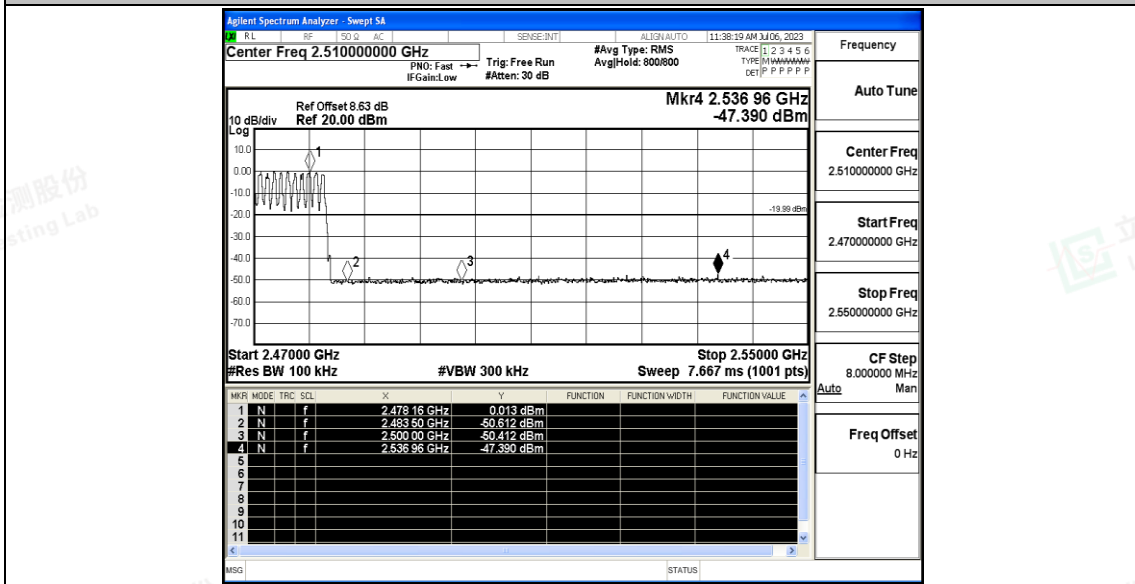 Agilent Spectrum Analyzer - Swept SA
RL RF 50 Ω AC SENSE:INT ALIGN AUTO 11:38:19 AM Jul 06, 2023
Center Freq 2.510000000 GHz
PNO: Fast
IFGain:Low
Trig: Free Run
#Atten: 30 dB
#Avg Type: RMS
Avg|Hold: 800/800
TRACE 1 2 3 4 5 6
TYPE M
DET P P P P P P
Frequency
Auto Tune
Center Freq
2.510000000 GHz
Start Freq
2.470000000 GHz
Stop Freq
2.550000000 GHz
CF Step
8.000000 MHz
Auto Man
Freq Offset
0 Hz
Ref Offset 8.63 dB
Ref 20.00 dBm
10 dB/div
Log
Mkr4 2.536 96 GHz
-47.390 dBm
10.0
0.00
-10.0
-20.0
-30.0
-40.0
-50.0
-60.0
-70.0
1
2
3
4
-19.99 dBm
Start 2.47000 GHz Stop 2.55000 GHz
#Res BW 100 kHz #VBW 300 kHz Sweep 7.667 ms (1001 pts)
MKR MODE TRC SCL X Y FUNCTION FUNCTION WIDTH FUNCTION VALUE
1 N f 2.478 16 GHz 0.013 dBm
2 N f 2.483 50 GHz -50.612 dBm
3 N f 2.500 00 GHz -50.412 dBm
4 N f 2.536 96 GHz -47.390 dBm
5
6
7
8
9
10
11
MSG STATUS
测股份
sting Lab